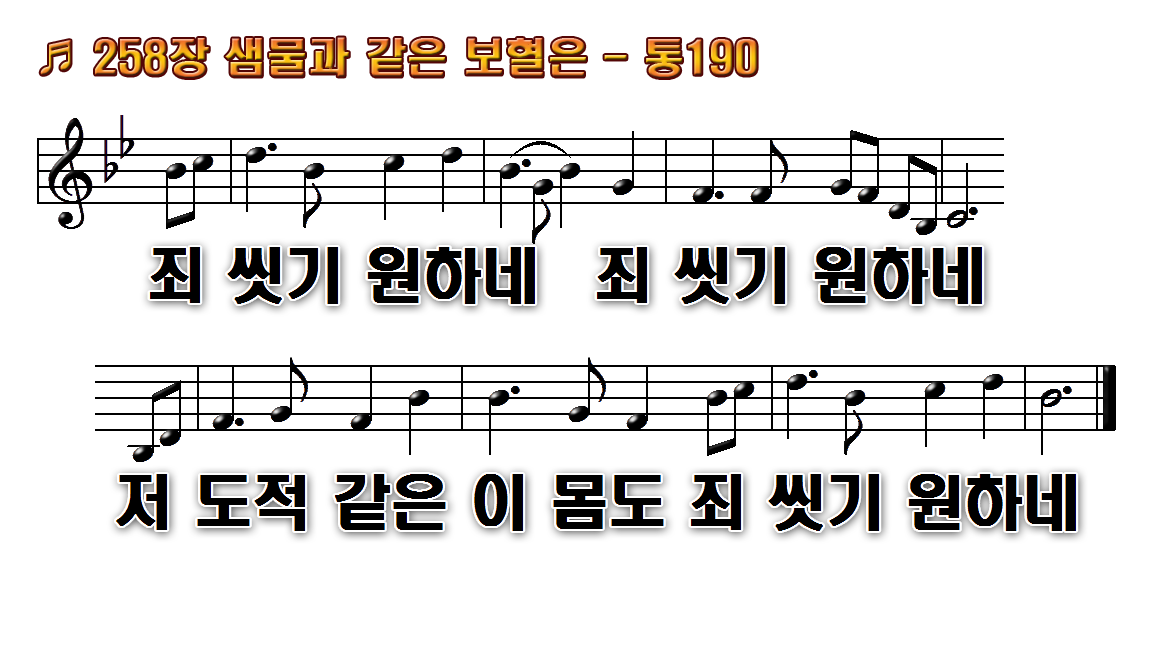 ♬ 258장 샘물과 같은 보혈은 - 통190
죄 씻기 원하네 죄 씻기 원하네
저 도적 같은 이 몸도 죄 씻기 원하네